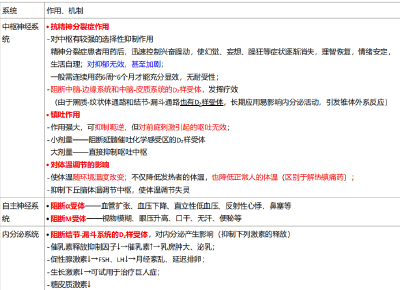 系统
作用、机制
中枢神经系统
• 抗精神分裂症作用
–对中枢有较强的选择性抑制作用
精神分裂症患者用药后，迅速控制兴奋躁动，使幻觉、妄想、躁狂等症状逐渐消失，理智恢复，情绪安定，
生活自理；对抑郁无效，甚至加剧；
一般需连续用药6周~6个月才能充分显效，无耐受性；
–阻断中脑-边缘系统和中脑-皮质系统的D₂样受体，发挥疗效
（由于黑质-纹状体通路和结节-漏斗通路也有D₂样受体，长期应用易影响内分泌活动，引发锥体外系反应）
• 镇吐作用
–作用强大，可抑制呃逆，但对前庭刺激引起的呕吐无效；
–小剂量——阻断延髓催吐化学感受区的D₂样受体
大剂量——直接抑制呕吐中枢
• 对体温调节的影响
–使体温随环境温度改变；不仅降低发热者的体温，也降低正常人的体温（区别于解热镇痛药）；
–抑制下丘脑体温调节中枢，使体温调节失灵
自主神经系统
• 阻断α受体——血管扩张、血压下降、直立性低血压、反射性心悸、鼻塞等
• 阻断M受体——视物模糊、眼压升高、口干、无汗、便秘等
内分泌系统
–阻断结节-漏斗系统的D₂样受体，对内分泌产生影响（抑制下列激素的释放）
–催乳素释放抑制因子↓→催乳素↑→乳房肿大、泌乳；
–促性腺激素↓→FSH、LH↓→月经紊乱、延迟排卵；
–生长激素↓→可试用于治疗巨人症；
–糖皮质激素↓